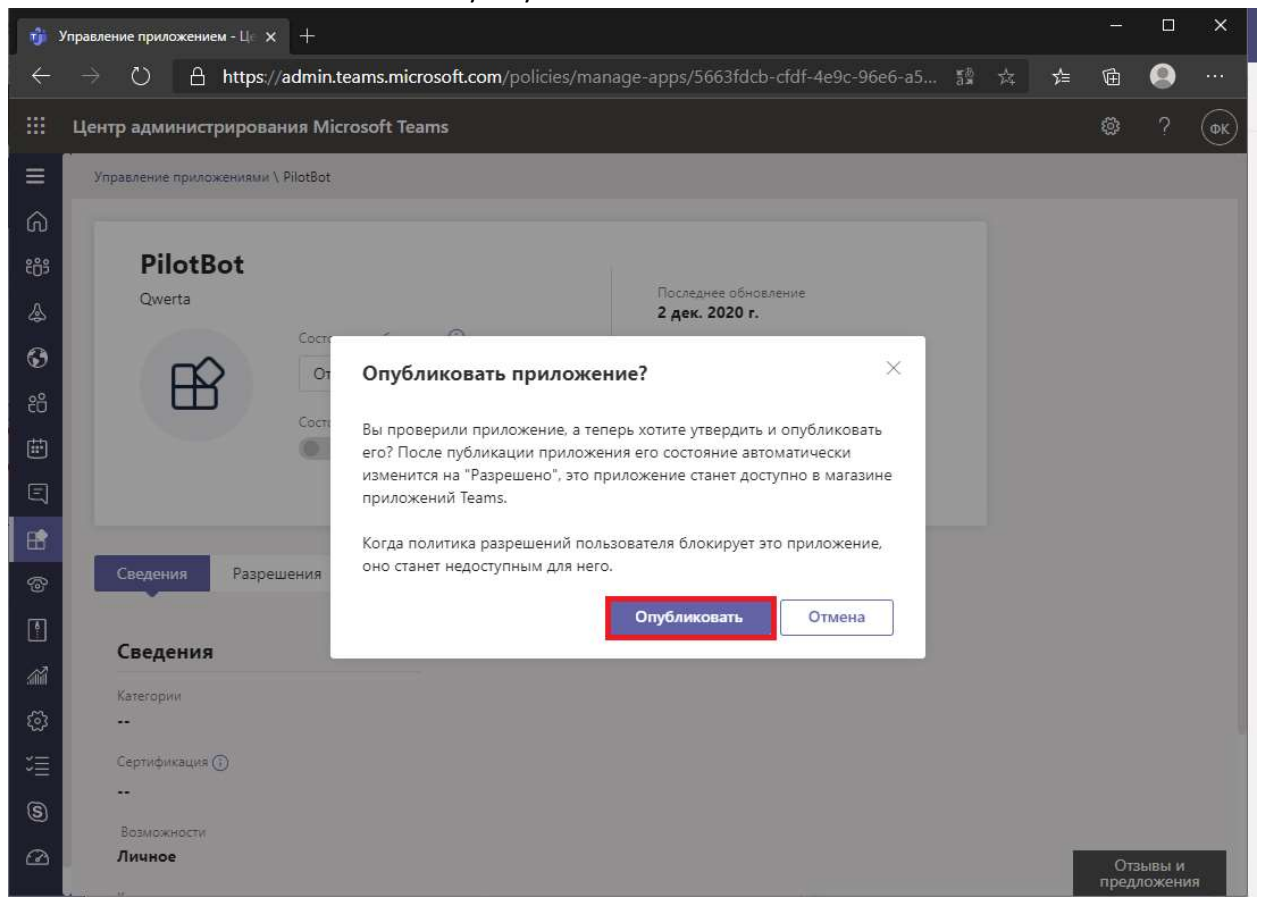 Управление приложением - Це
https://admin.teams.microsoft.com/policies/manage-apps/5663fdcb-cfdf-4e9c-96e6-a5...
Центр администрирования Microsoft Teams
ФК
Управление приложениями \ PilotBot
PilotBot
Qwerta
Последнее обновление
2 дек. 2020 г.
Опубликовать приложение?
Вы проверили приложение, а теперь хотите утвердить и опубликовать
его? После публикации приложения его состояние автоматически
изменится на "Разрешено", это приложение станет доступно в магазине
приложений Teams.
Когда политика разрешений пользователя блокирует это приложение,
оно станет недоступным для него.
Опубликовать
Отмена
Сведения
Разрешения
Сведения
Категории
--
Сертификация
--
Возможности
Личное
Отзывы и
предложения